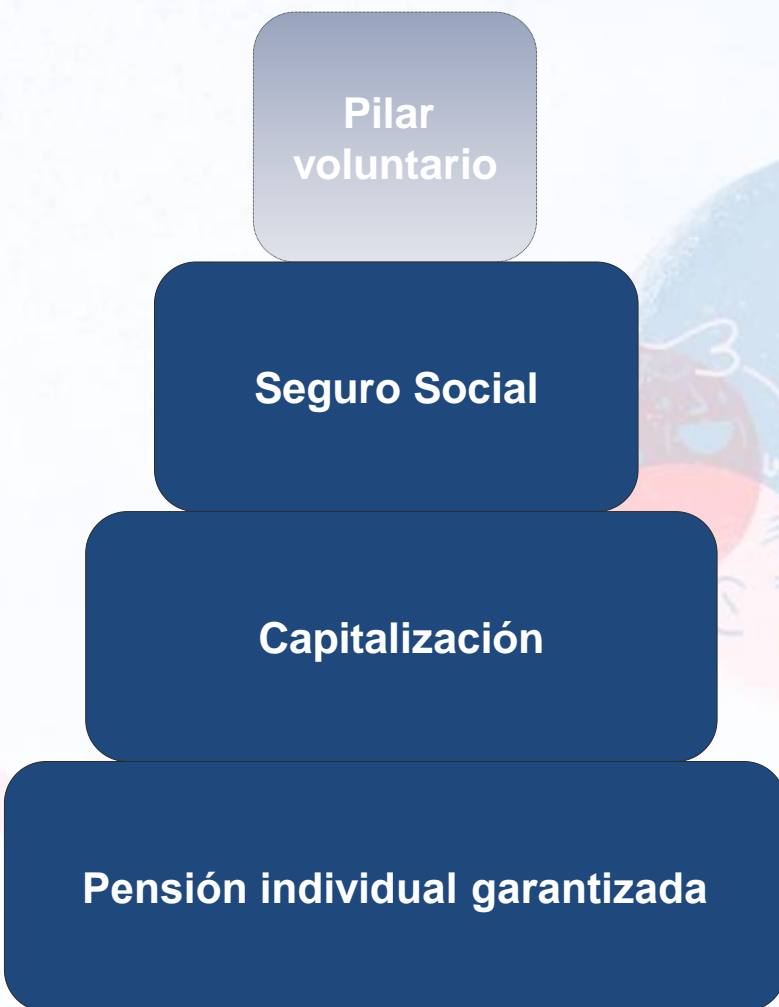 Pilar
voluntario
Seguro Social
Capitalización
Pensión individual garantizada